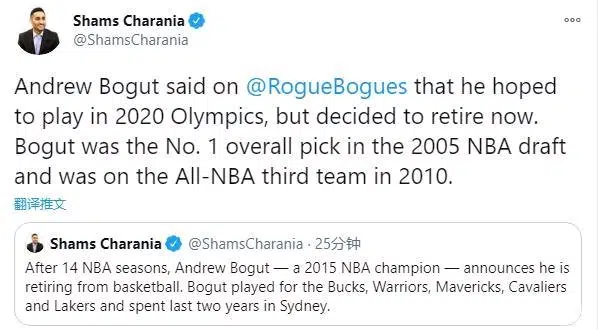 Shams Charania
@ShamsCharania
Andrew Bogut said on @RogueBogues that he hoped
to play in 2020 Olympics, but decided to retire now.
Bogut was the No. 1 overall pick in the 2005 NBA draft
and was on the All-NBA third team in 2010.
翻译推文
Shams Charania @ShamsCharania · 25分钟
After 14 NBA seasons, Andrew Bogut — a 2015 NBA champion — announces he is
retiring from basketball. Bogut played for the Bucks, Warriors, Mavericks, Cavaliers
and Lakers and spent last two years in Sydney.